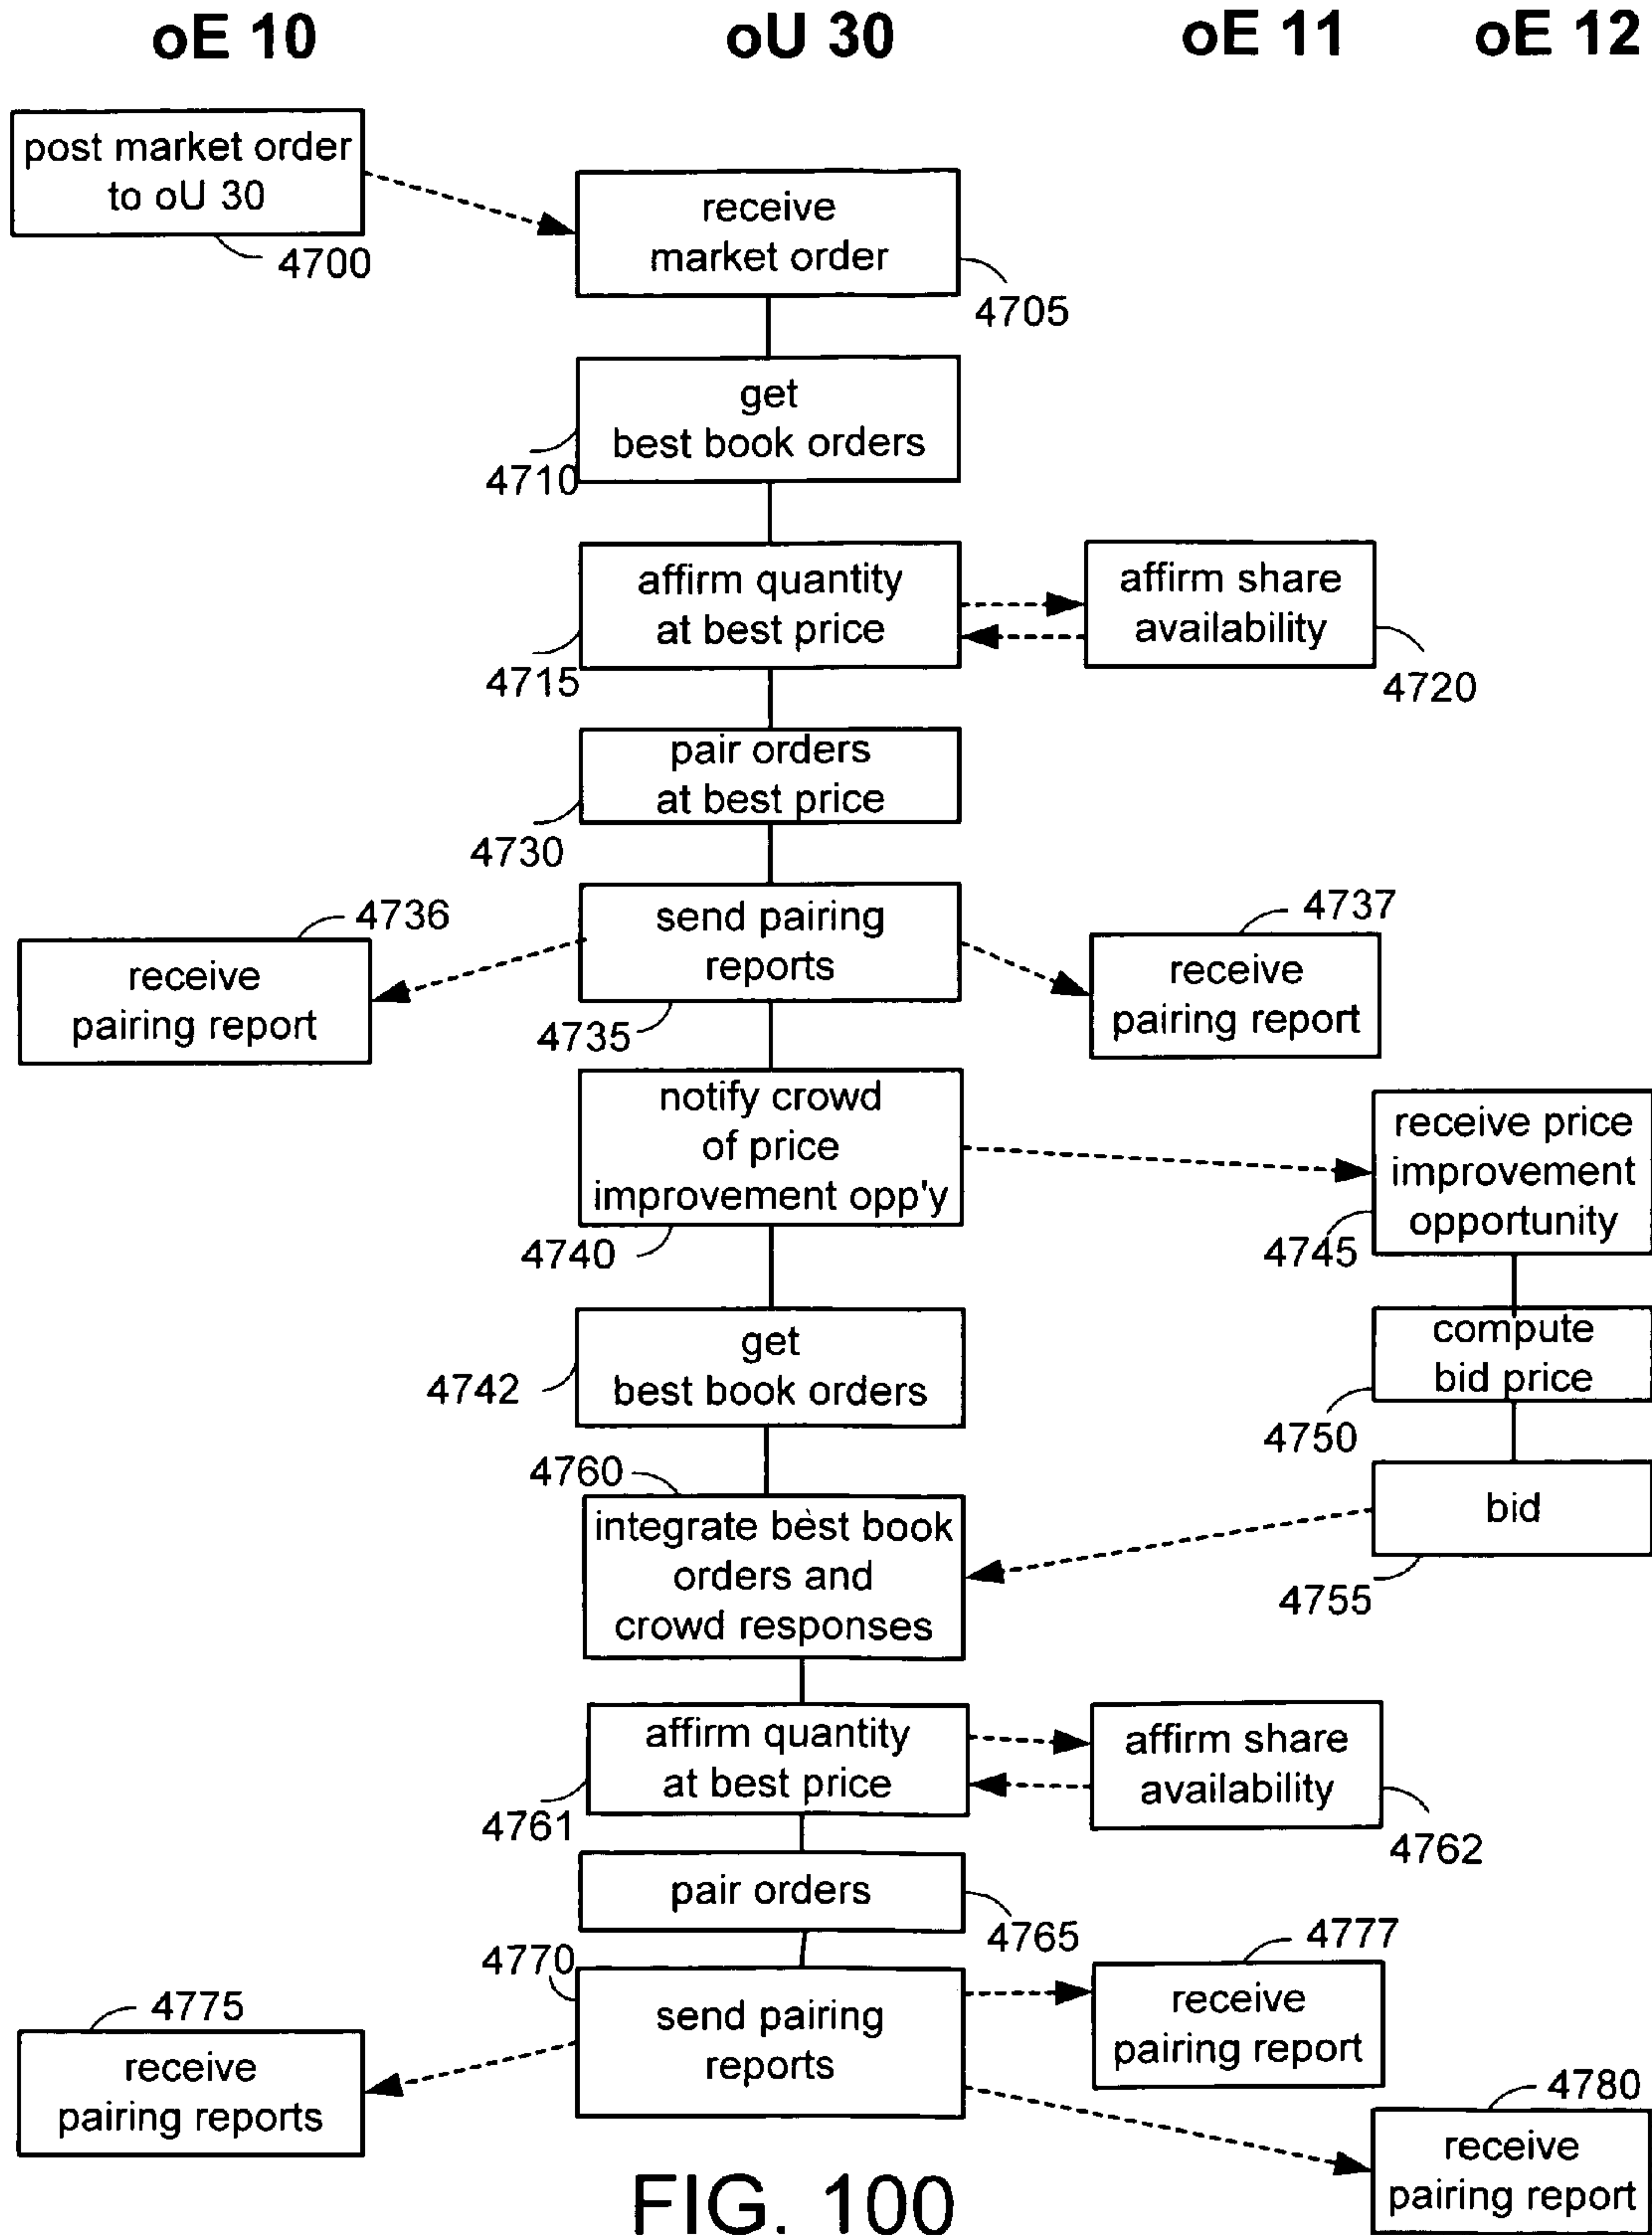 oE 10
oU 30
oE 11
oE 12
post market order
to oU 30
4700
receive
market order
4705
get
best book orders
4710
affirm quantity
at best price
4715
affirm share
availability
4720
pair orders
at best price
4730
send pairing
reports
4735
4736
receive
pairing report
4737
receive
pairing report
notify crowd
of price
improvement opp'y
4740
receive price
improvement
opportunity
4745
get
best book orders
4742
compute
bid price
4750
bid
4755
4760
integrate best book
orders and
crowd responses
affirm quantity
at best price
4761
affirm share
availability
4762
pair orders
4765
4770
send pairing
reports
4777
receive
pairing report
4775
receive
pairing reports
4780
receive
pairing report
FIG. 100